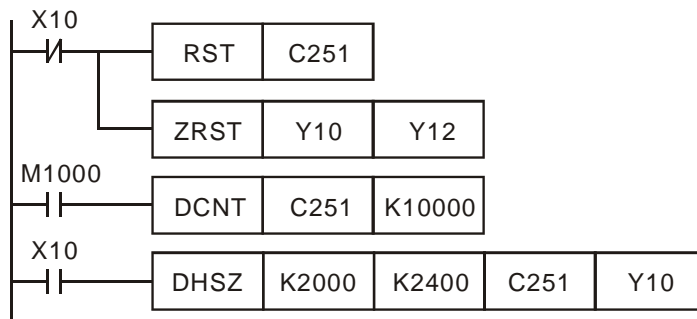 X10
RST C251
ZRST Y10 Y12
M1000
DCNT C251 K10000
X10
DHSZ K2000 K2400 C251 Y10